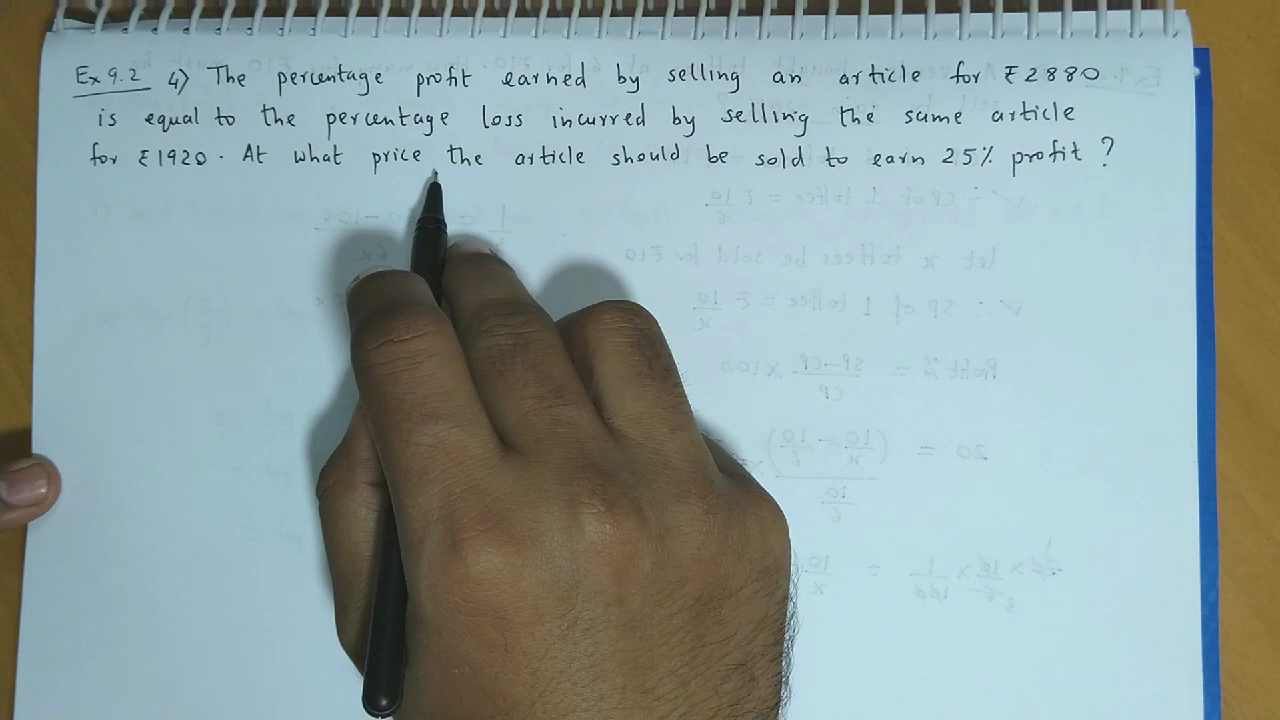 Ex 9.2 4) The percentage profit earned by selling an article for ₹2880
is equal to the percentage loss incurred by selling the same article
for ₹1920. At what price the article should be sold to earn 25% profit ?